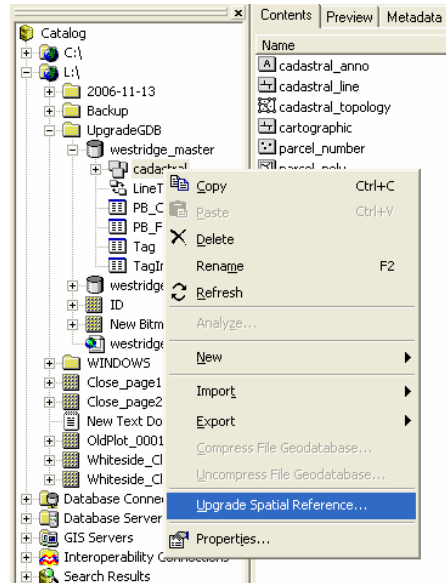 Contents Preview Metadata
Catalog
C:\
L:\
2006-11-13
Backup
UpgradeGDB
westridge_master
cadastral
LineT
PB_C
PB_F
Tag
TagIn
westridge
ID
New Bitm
westridge
WINDOWS
Close_page1
Close_page2
New Text Do
OldPlot_0001
Whiteside_Cl
Whiteside_Cl
Database Connec
Database Server
GIS Servers
Interoperability Connections
Search Results
Name
cadastral_anno
cadastral_line
cadastral_topology
cartographic
parcel_number
parcel_poly
Copy Ctrl+C
Paste Ctrl+V
Delete
Rename F2
Refresh
Analyze...
New
Import
Export
Compress File Geodatabase...
Uncompress File Geodatabase...
Upgrade Spatial Reference...
Properties...